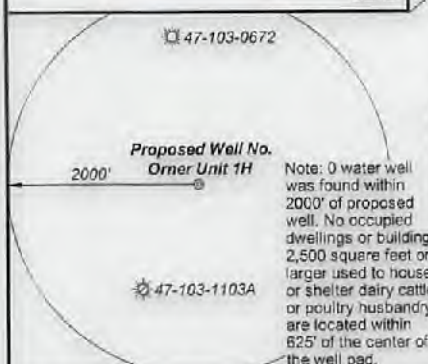 47-103-0672
Proposed Well No.
Orner Unit 1H
2000'
Note: 0 water well
was found within
2000' of proposed
well. No occupied
dwellings or building
2,500 square feet or
larger used to house
or shelter dairy cattle
or poultry husbandry
are located within
625' of the center of
the well pad.
47-103-1103A